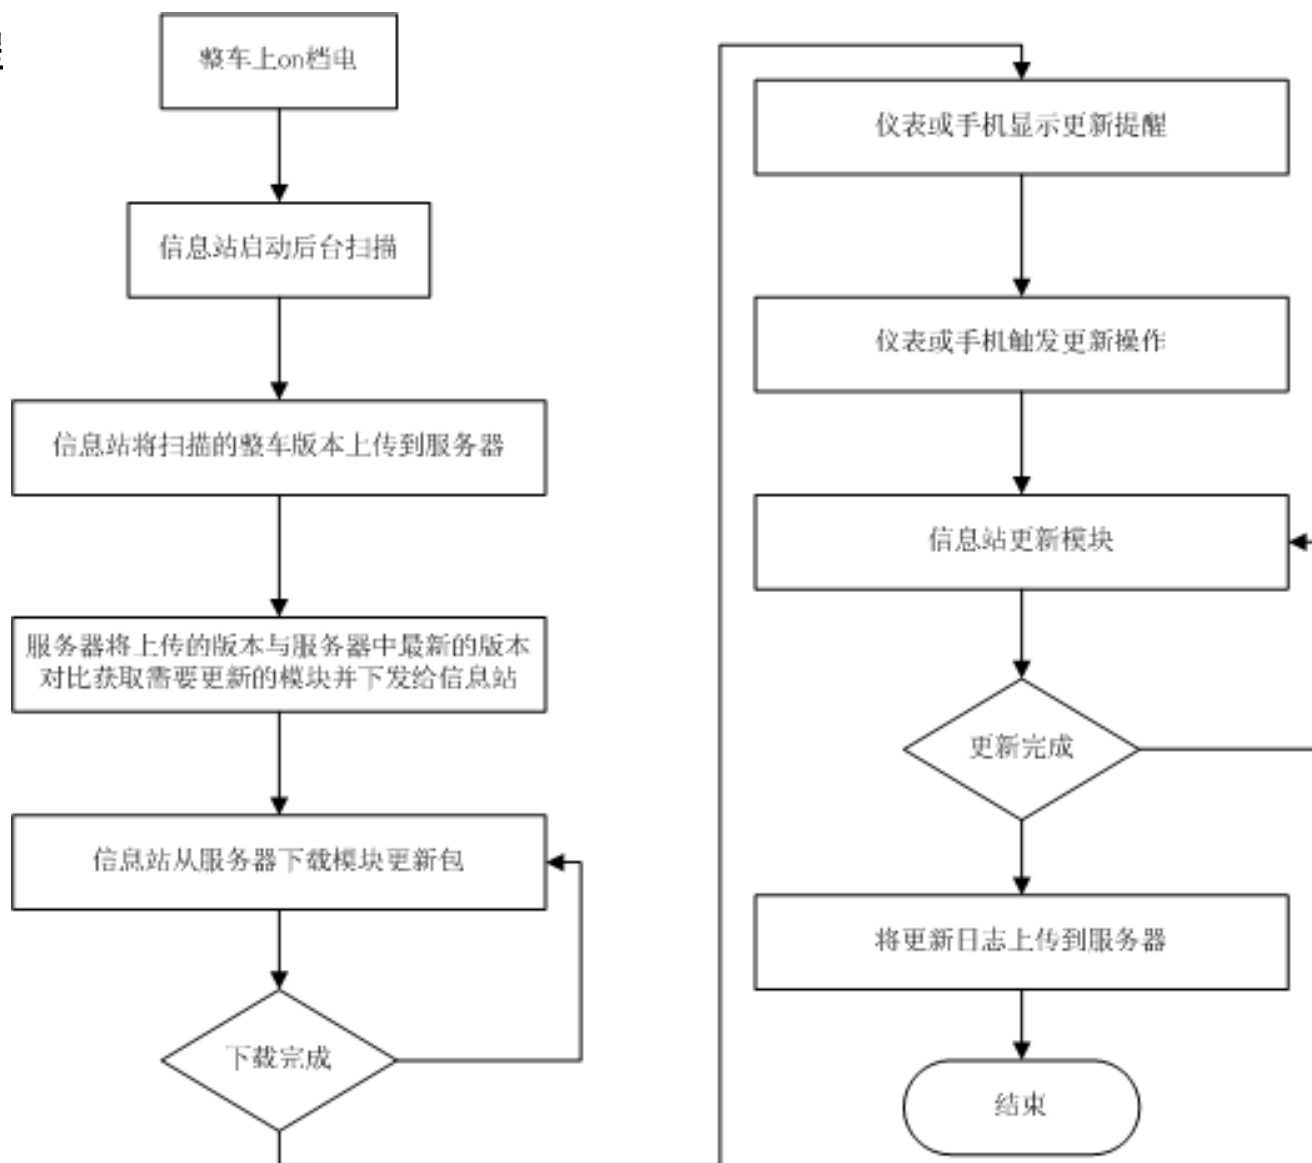 整车上on档电
信息站启动后台扫描
信息站将扫描的整车版本上传到服务器
服务器将上传的版本与服务器中最新的版本
对比获取需要更新的模块并下发给信息站
信息站从服务器下载模块更新包
下载完成
仪表或手机显示更新提醒
仪表或手机触发更新操作
信息站更新模块
更新完成
将更新日志上传到服务器
结束